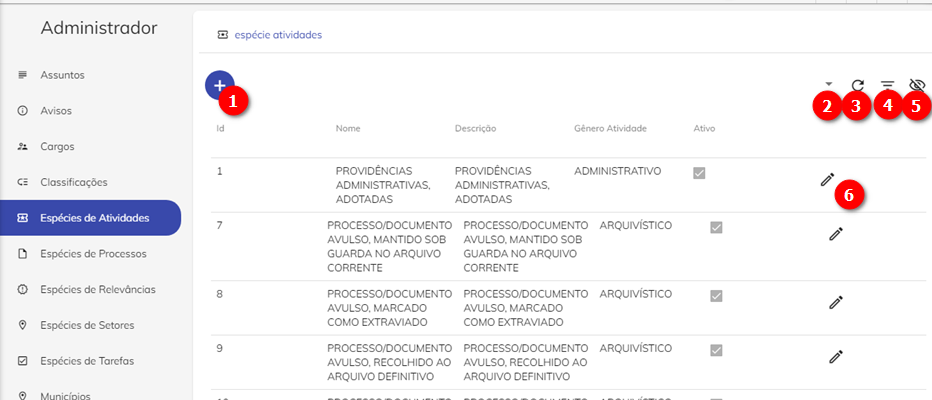 Administrador
Assuntos
Avisos
Cargos
Classificações
Espécies de Atividades
Espécies de Processos
Espécies de Relevâncias
Espécies de Setores
Espécies de Tarefas
Municípios
espécie atividades
+
1
2
3
4
5
Id Nome Descrição Gênero Atividade Ativo
1 PROVIDÊNCIAS PROVIDÊNCIAS ADMINISTRATIVO
ADMINISTRATIVAS, ADMINISTRATIVAS,
ADOTADAS ADOTADAS
6
7 PROCESSO/DOCUMENTO PROCESSO/DOCUMENTO ARQUIVÍSTICO
AVULSO, MANTIDO SOB AVULSO, MANTIDO SOB
GUARDA NO ARQUIVO GUARDA NO ARQUIVO
CORRENTE CORRENTE
8 PROCESSO/DOCUMENTO PROCESSO/DOCUMENTO ARQUIVÍSTICO
AVULSO, MARCADO AVULSO, MARCADO
COMO EXTRAVIADO COMO EXTRAVIADO
9 PROCESSO/DOCUMENTO PROCESSO/DOCUMENTO ARQUIVÍSTICO
AVULSO, RECOLHIDO AO AVULSO, RECOLHIDO AO
ARQUIVO DEFINITIVO ARQUIVO DEFINITIVO